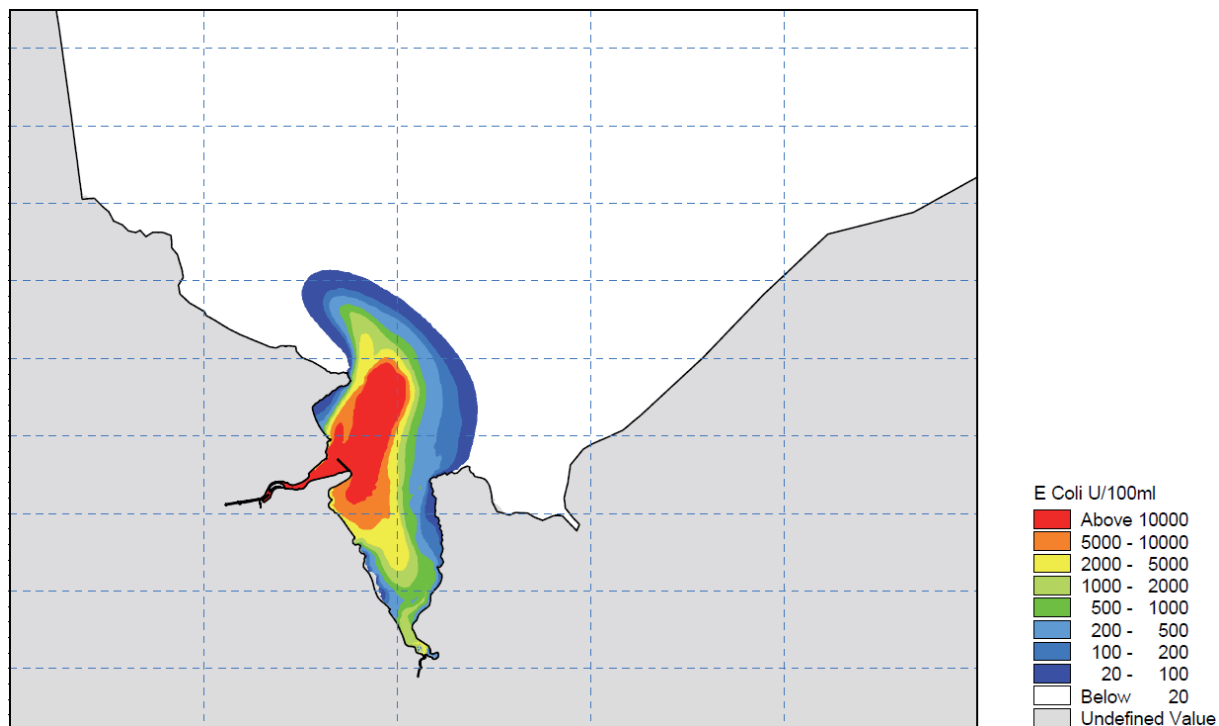 E Coli U/100ml
Above 10000
5000 - 10000
2000 - 5000
1000 - 2000
500 - 1000
200 - 500
100 - 200
20 - 100
Below 20
Undefined Value